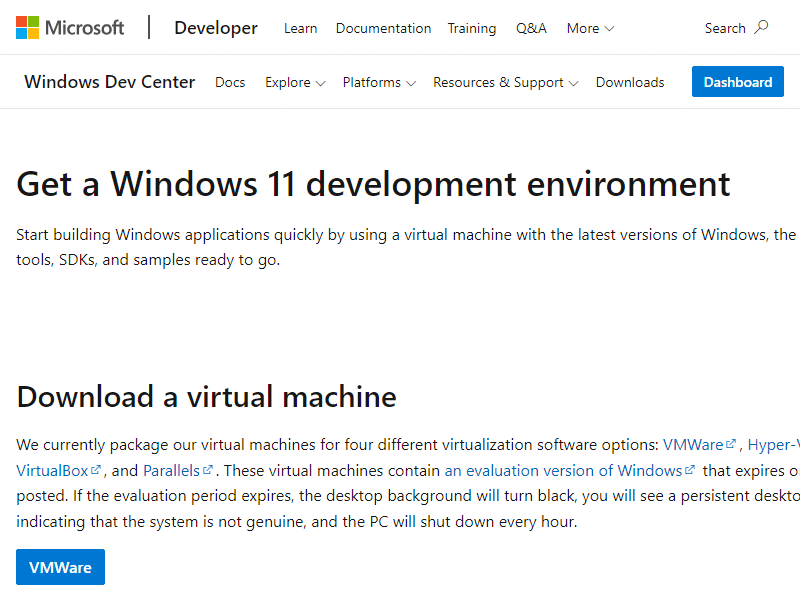 Microsoft Developer Learn Documentation Training Q&A More Search
Windows Dev Center Docs Explore Platforms Resources & Support Downloads Dashboard
Get a Windows 11 development environment
Start building Windows applications quickly by using a virtual machine with the latest versions of Windows, the
tools, SDKs, and samples ready to go.
Download a virtual machine
We currently package our virtual machines for four different virtualization software options: VMWare, Hyper-
VirtualBox, and Parallels. These virtual machines contain an evaluation version of Windows that expires
posted. If the evaluation period expires, the desktop background will turn black, you will see a persistent
indicating that the system is not genuine, and the PC will shut down every hour.
VMWare